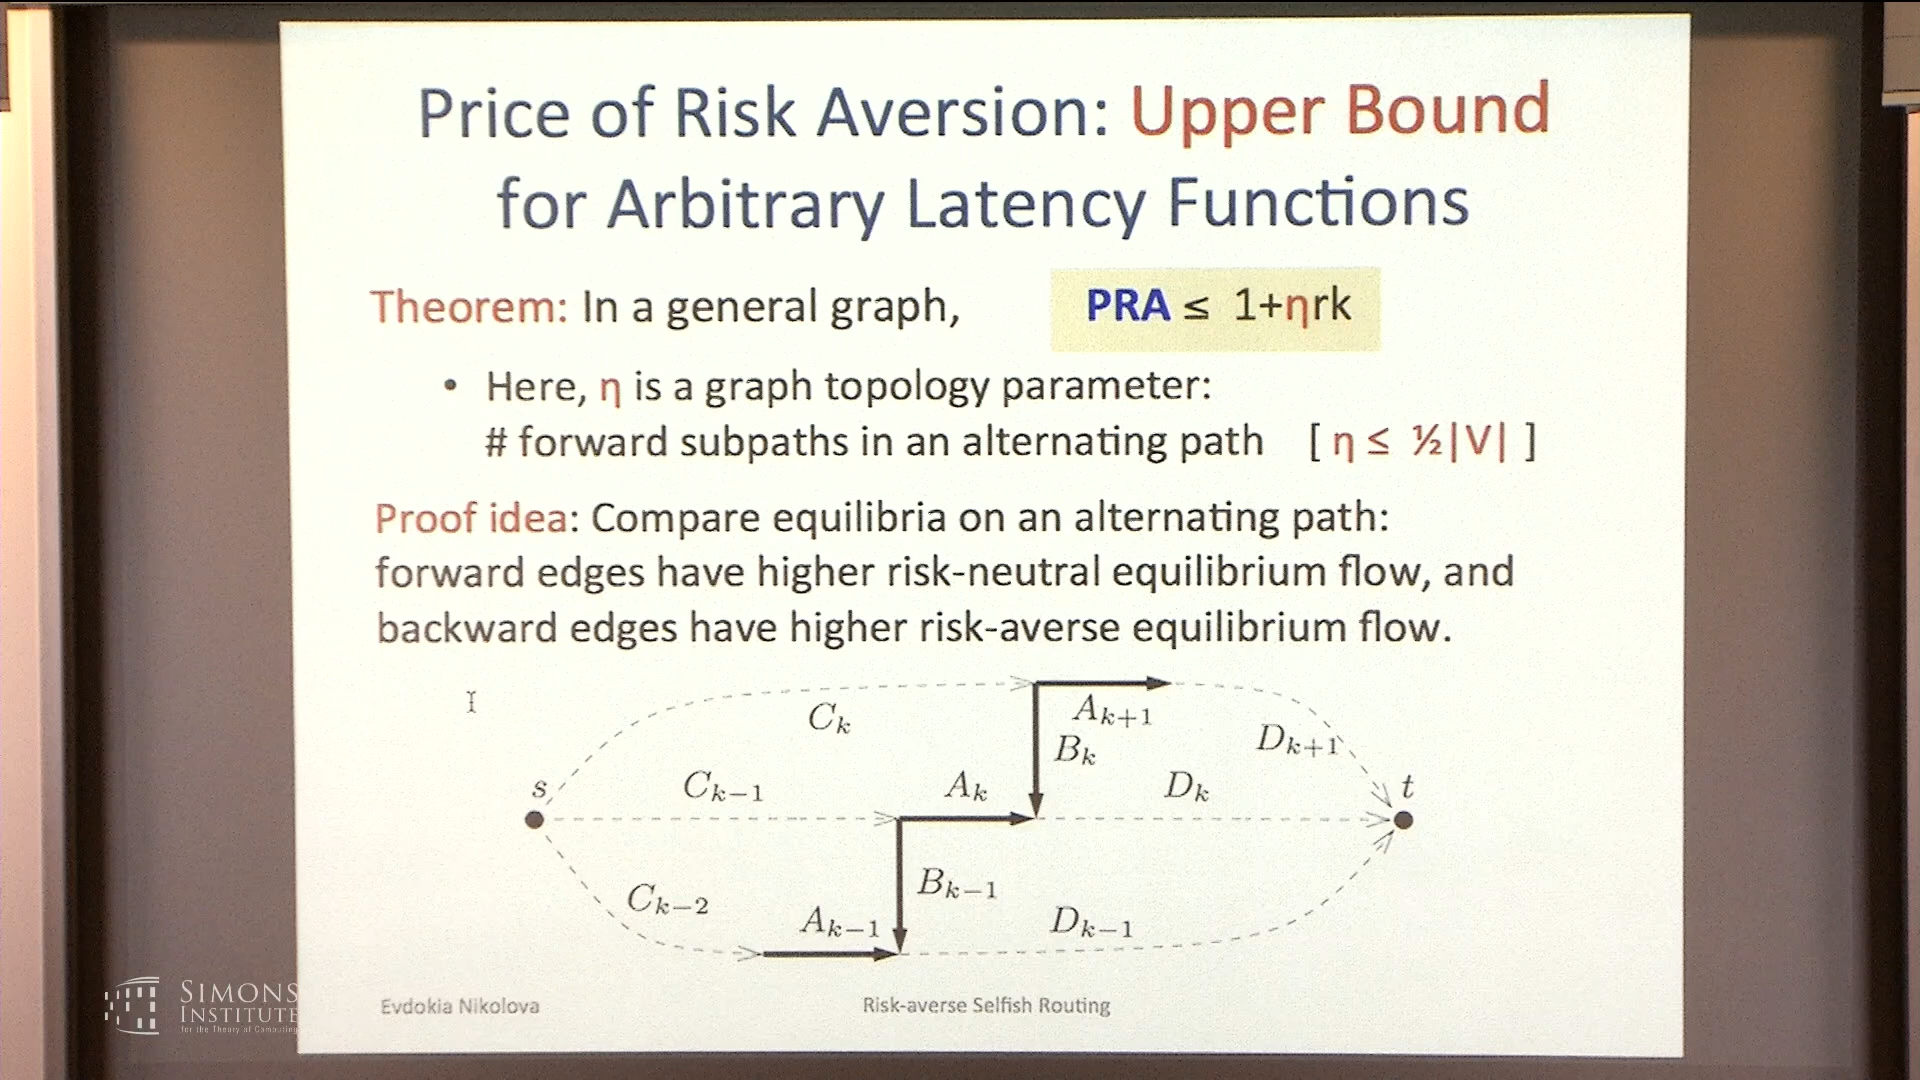 Price of Risk Aversion: Upper Bound
for Arbitrary Latency Functions
Theorem: In a general graph, PRA ≤ 1+ηrk
• Here, η is a graph topology parameter:
# forward subpaths in an alternating path [ η ≤ ½|V| ]
Proof idea: Compare equilibria on an alternating path:
forward edges have higher risk-neutral equilibrium flow, and
backward edges have higher risk-averse equilibrium flow.
C_k
A_{k+1}
B_k
D_{k+1}
s
C_{k-1}
A_k
D_k
t
C_{k-2}
A_{k-1}
B_{k-1}
D_{k-1}
SIMONS
INSTITUTE
for the Theory of Computing
Evdokia Nikolova
Risk-averse Selfish Routing